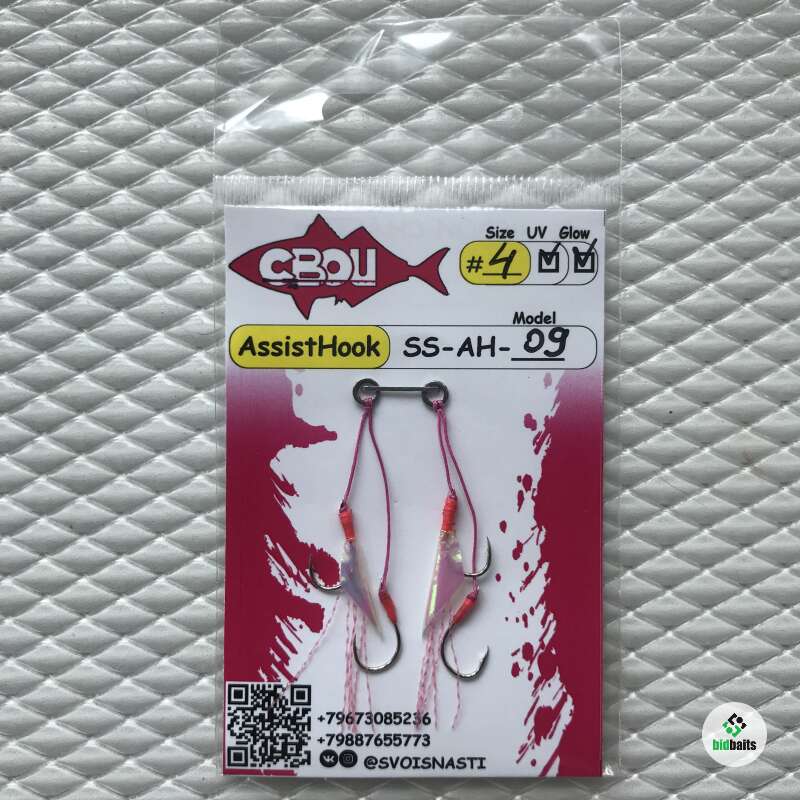 Size UV Glow
СВОИ
#4
Model
AssistHook SS-AH-09
+79673085236
+79887655773
@SVOISNASTI
bidbaits